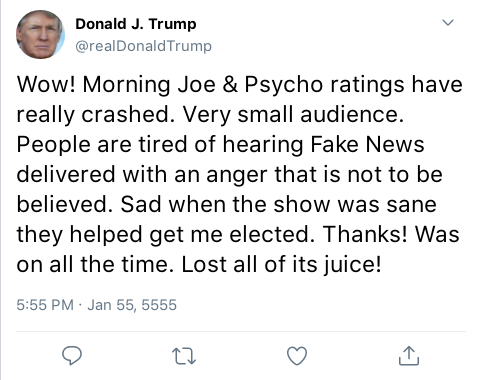 Donald J. Trump
@realDonaldTrump
Wow! Morning Joe & Psycho ratings have
really crashed. Very small audience.
People are tired of hearing Fake News
delivered with an anger that is not to be
believed. Sad when the show was sane
they helped get me elected. Thanks! Was
on all the time. Lost all of its juice!
5:55 PM · Jan 55, 5555